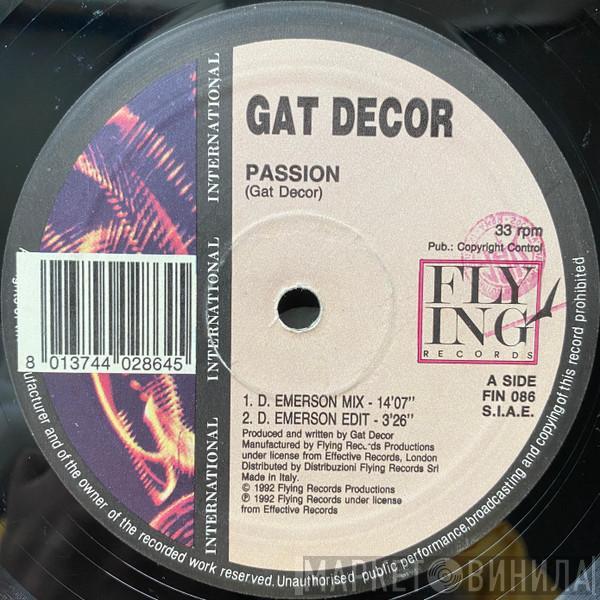 GAT DECOR
PASSION
(Gat Decor)
33 rpm
Pub.: Copyright Control
FLY
ING
RECORDS
A SIDE
FIN 086
S.I.A.E.
1. D. EMERSON MIX - 14'07"
2. D. EMERSON EDIT - 3'26"
Produced and written by Gat Decor
Manufactured by Flying Records Productions
under license from Effective Records, London
Distributed by Distribuzioni Flying Records Srl
Made in Italy.
© 1992 Flying Records Productions
℗ 1992 Flying Records under license
from Effective Records
INTERNATIONAL
INTERNATIONAL
INTERNATIONAL
8 013744 028645
manufacturer and of the owner of the recorded work reserved. Unauthorised public performance, broadcasting and copying of this record prohibited
МАРКЕТ ВИНИЛА